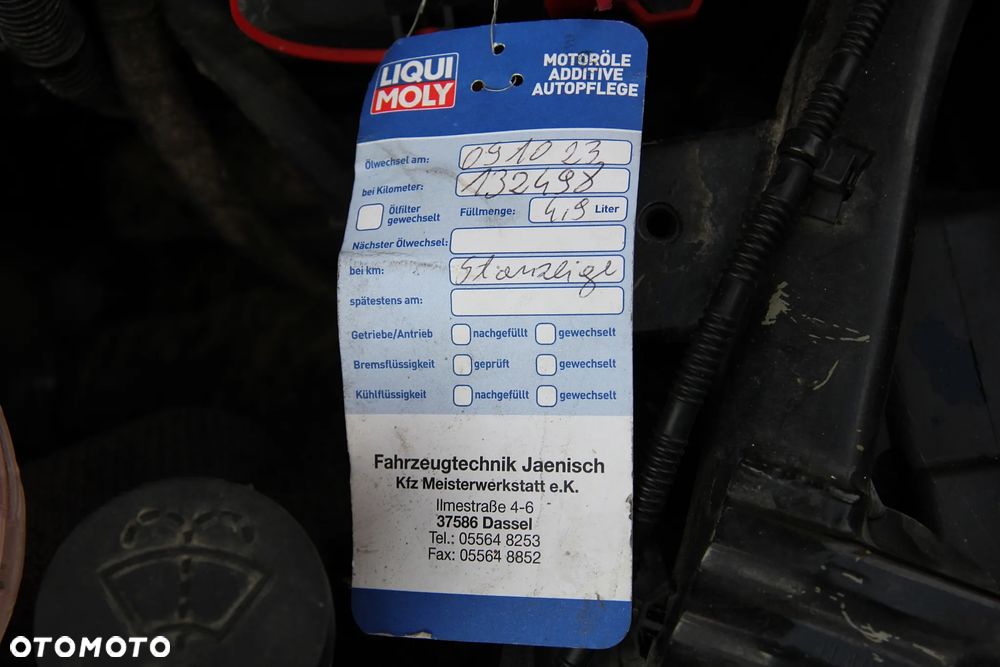 LIQUI
MOLY
MOTORÖLE
ADDITIVE
AUTOPFLEGE
Ölwechsel am: 091023
bei Kilometer: 132498
Ölfilter
gewechselt
Füllmenge: 4,9 Liter
Nächster Ölwechsel:
bei km:
spätestens am:
Getriebe/Antrieb nachgefüllt gewechselt
Bremsflüssigkeit geprüft gewechselt
Kühlflüssigkeit nachgefüllt gewechselt
Fahrzeugtechnik Jaenisch
Kfz Meisterwerkstatt e.K.
Ilmestraße 4-6
37586 Dassel
Tel.: 05564 8253
Fax: 05564 8852
OTOMOTO